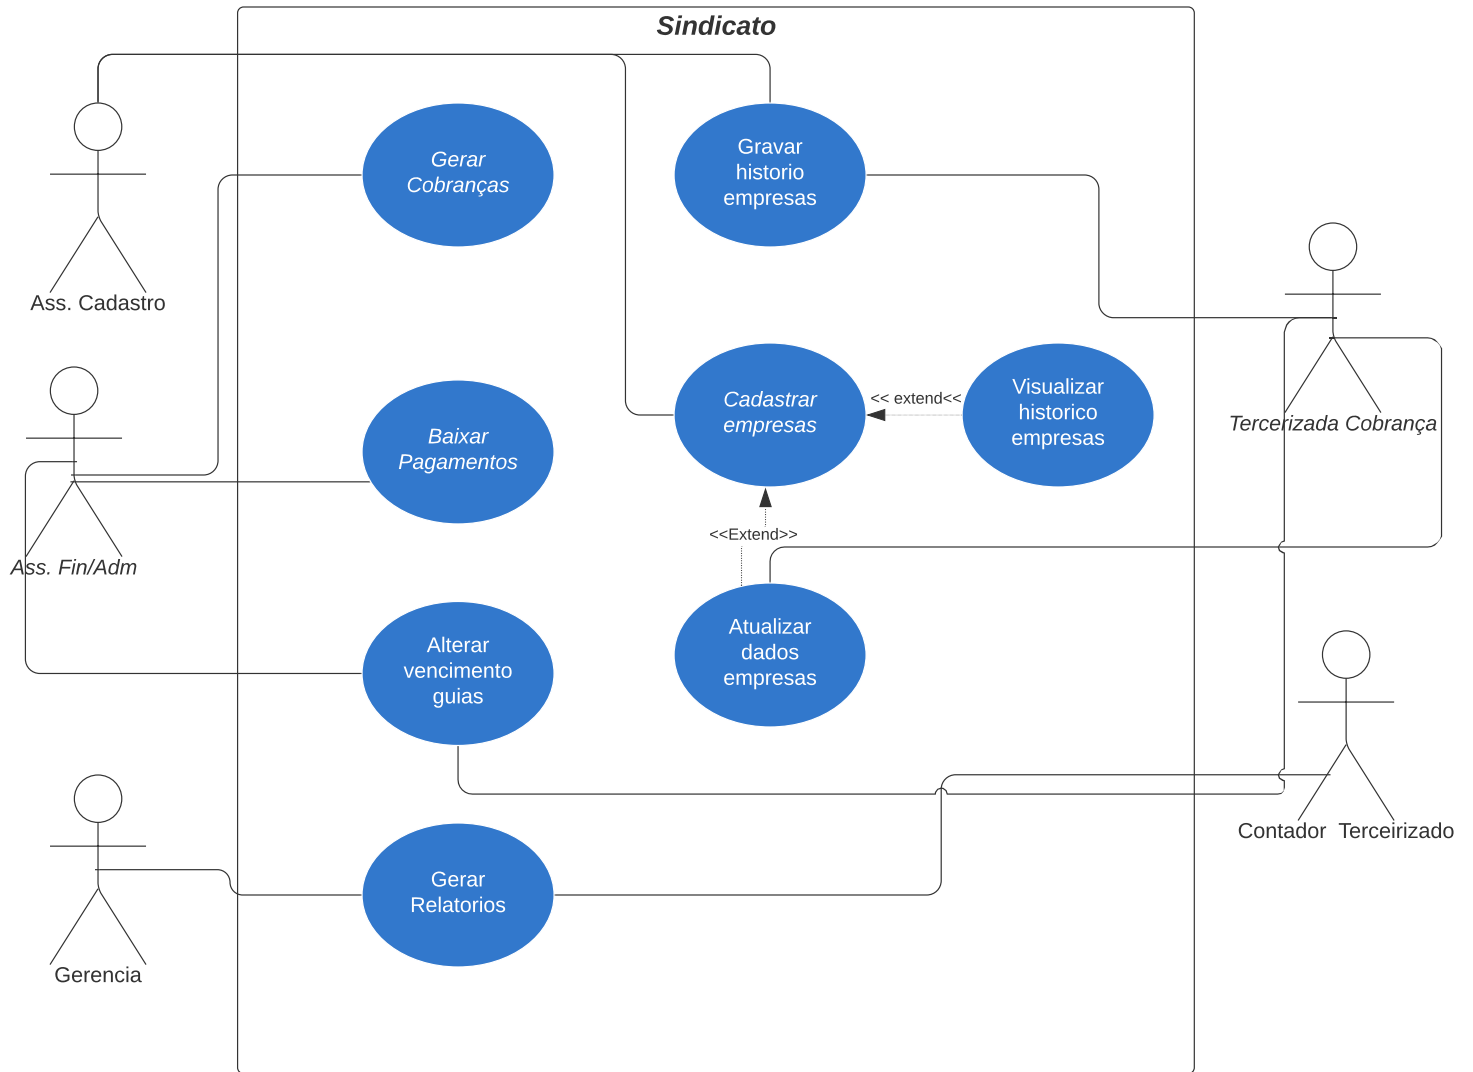 Sindicato
Ass. Cadastro
Gerar
Cobranças
Gravar
historio
empresas
Tercerizada Cobrança
Ass. Fin/Adm
Baixar
Pagamentos
Cadastrar
empresas
<< extend<<
Visualizar
historico
empresas
<<Extend>>
Alterar
vencimento
guias
Atualizar
dados
empresas
Contador  Terceirizado
Gerencia
Gerar
Relatorios